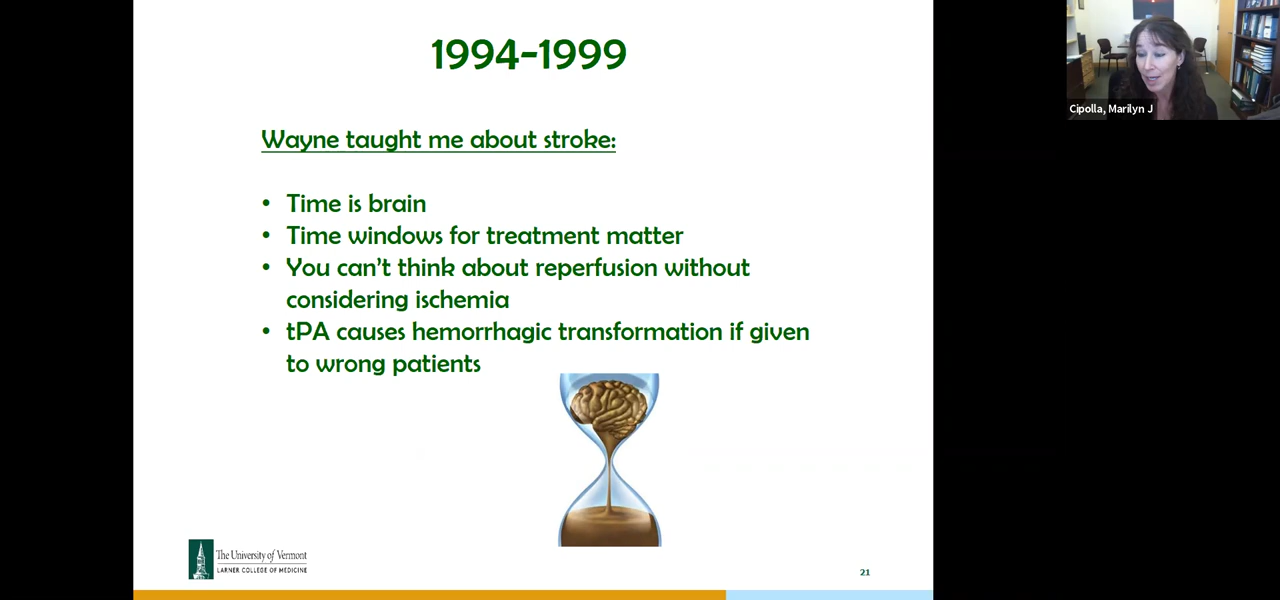 1994-1999
Cipolla, Marilyn J
Wayne taught me about stroke:
• Time is brain
• Time windows for treatment matter
• You can't think about reperfusion without
considering ischemia
• tPA causes hemorrhagic transformation if given
to wrong patients
The University of Vermont
LARNER COLLEGE OF MEDICINE
21